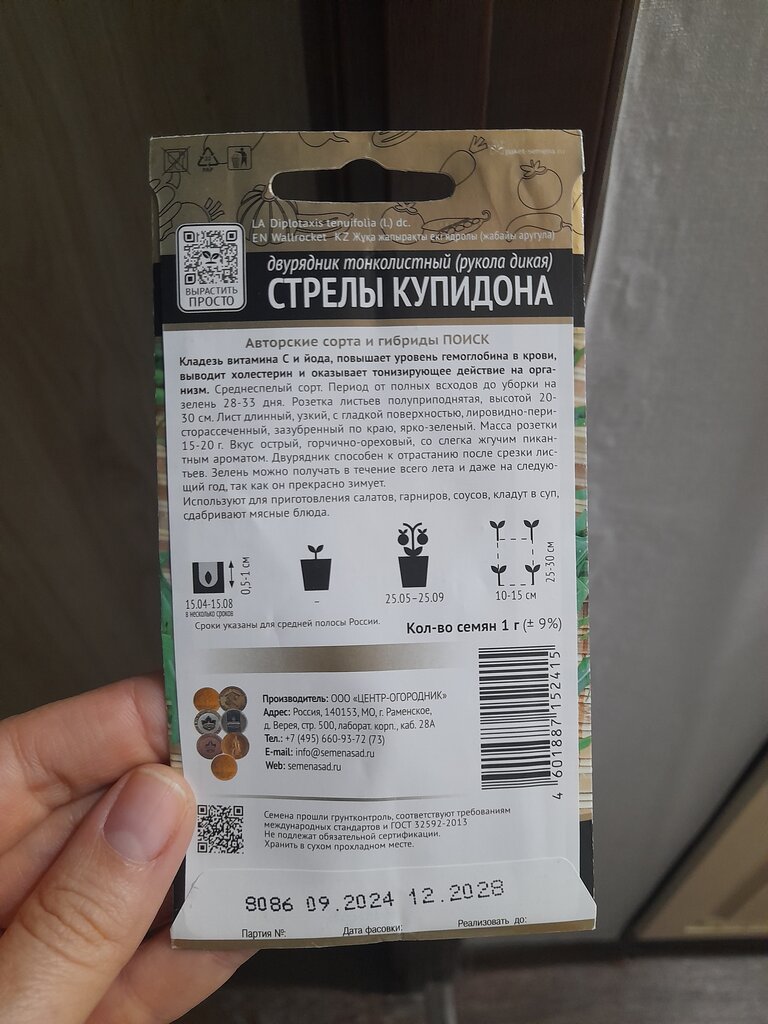 paket-semena.ru
LA Diplotaxis tenuifolia (l.) dc.
EN Wallrocket KZ Жұқа жапырақты екі ядролы (жабайы аругула)
двурядник тонколистный (рукола дикая)
СТРЕЛЫ КУПИДОНА
ВЫРАСТИТЬ
ПРОСТО
Авторские сорта и гибриды ПОИСК
Кладезь витамина С и йода, повышает уровень гемоглобина в крови,
выводит холестерин и оказывает тонизирующее действие на орга-
низм. Среднеспелый сорт. Период от полных всходов до уборки на
зелень 28-33 дня. Розетка листьев полуприподнятая, высотой 20-
30 см. Лист длинный, узкий, с гладкой поверхностью, лировидно-пери-
сторассеченный, зазубренный по краю, ярко-зеленый. Масса розетки
15-20 г. Вкус острый, горчично-ореховый, со слегка жгучим пикан-
тным ароматом. Двурядник способен к отрастанию после срезки лис-
тьев. Зелень можно получать в течение всего лета и даже на следую-
щий год, так как он прекрасно зимует.
Используют для приготовления салатов, гарниров, соусов, кладут в суп,
сдабривают мясные блюда.
0,5-1 см
15.04-15.08
в несколько сроков
–
25.05-25.09
10-15 см
25-30 см
Сроки указаны для средней полосы России.
Кол-во семян 1 г (± 9%)
Производитель: ООО «ЦЕНТР-ОГОРОДНИК»
Адрес: Россия, 140153, МО, г. Раменское,
д. Верея, стр. 500, лаборат. корп., каб. 28А
Тел.: +7 (495) 660-93-72 (73)
E-mail: info@semenasad.ru
Web: semenasad.ru
4 601887 152415
Семена прошли грунтконтроль, соответствуют требованиям
международных стандартов и ГОСТ 32592-2013
Не подлежат обязательной сертификации.
Хранить в сухом прохладном месте.
8086 09.2024 12.2028
Партия №: Дата фасовки: Реализовать до: